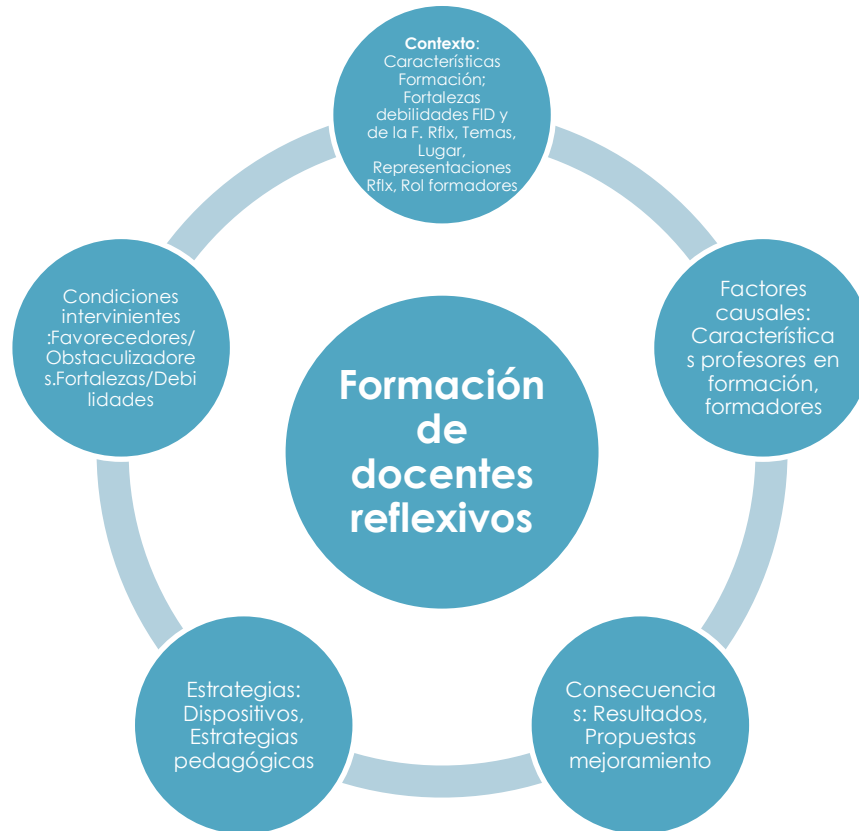 Contexto:
Características
Formación;
Fortalezas
debilidades FID y
de la F. Rflx, Temas,
Lugar,
Representaciones
Rflx, Rol formadores
Factores
causales:
Característica
s profesores en
formación,
formadores
Consecuencia
s: Resultados,
Propuestas
mejoramiento
Estrategias:
Dispositivos,
Estrategias
pedagógicas
Condiciones
intervinientes
:Favorecedores/
Obstaculizadore
s.Fortalezas/Debi
lidades
Formación
de
docentes
reflexivos